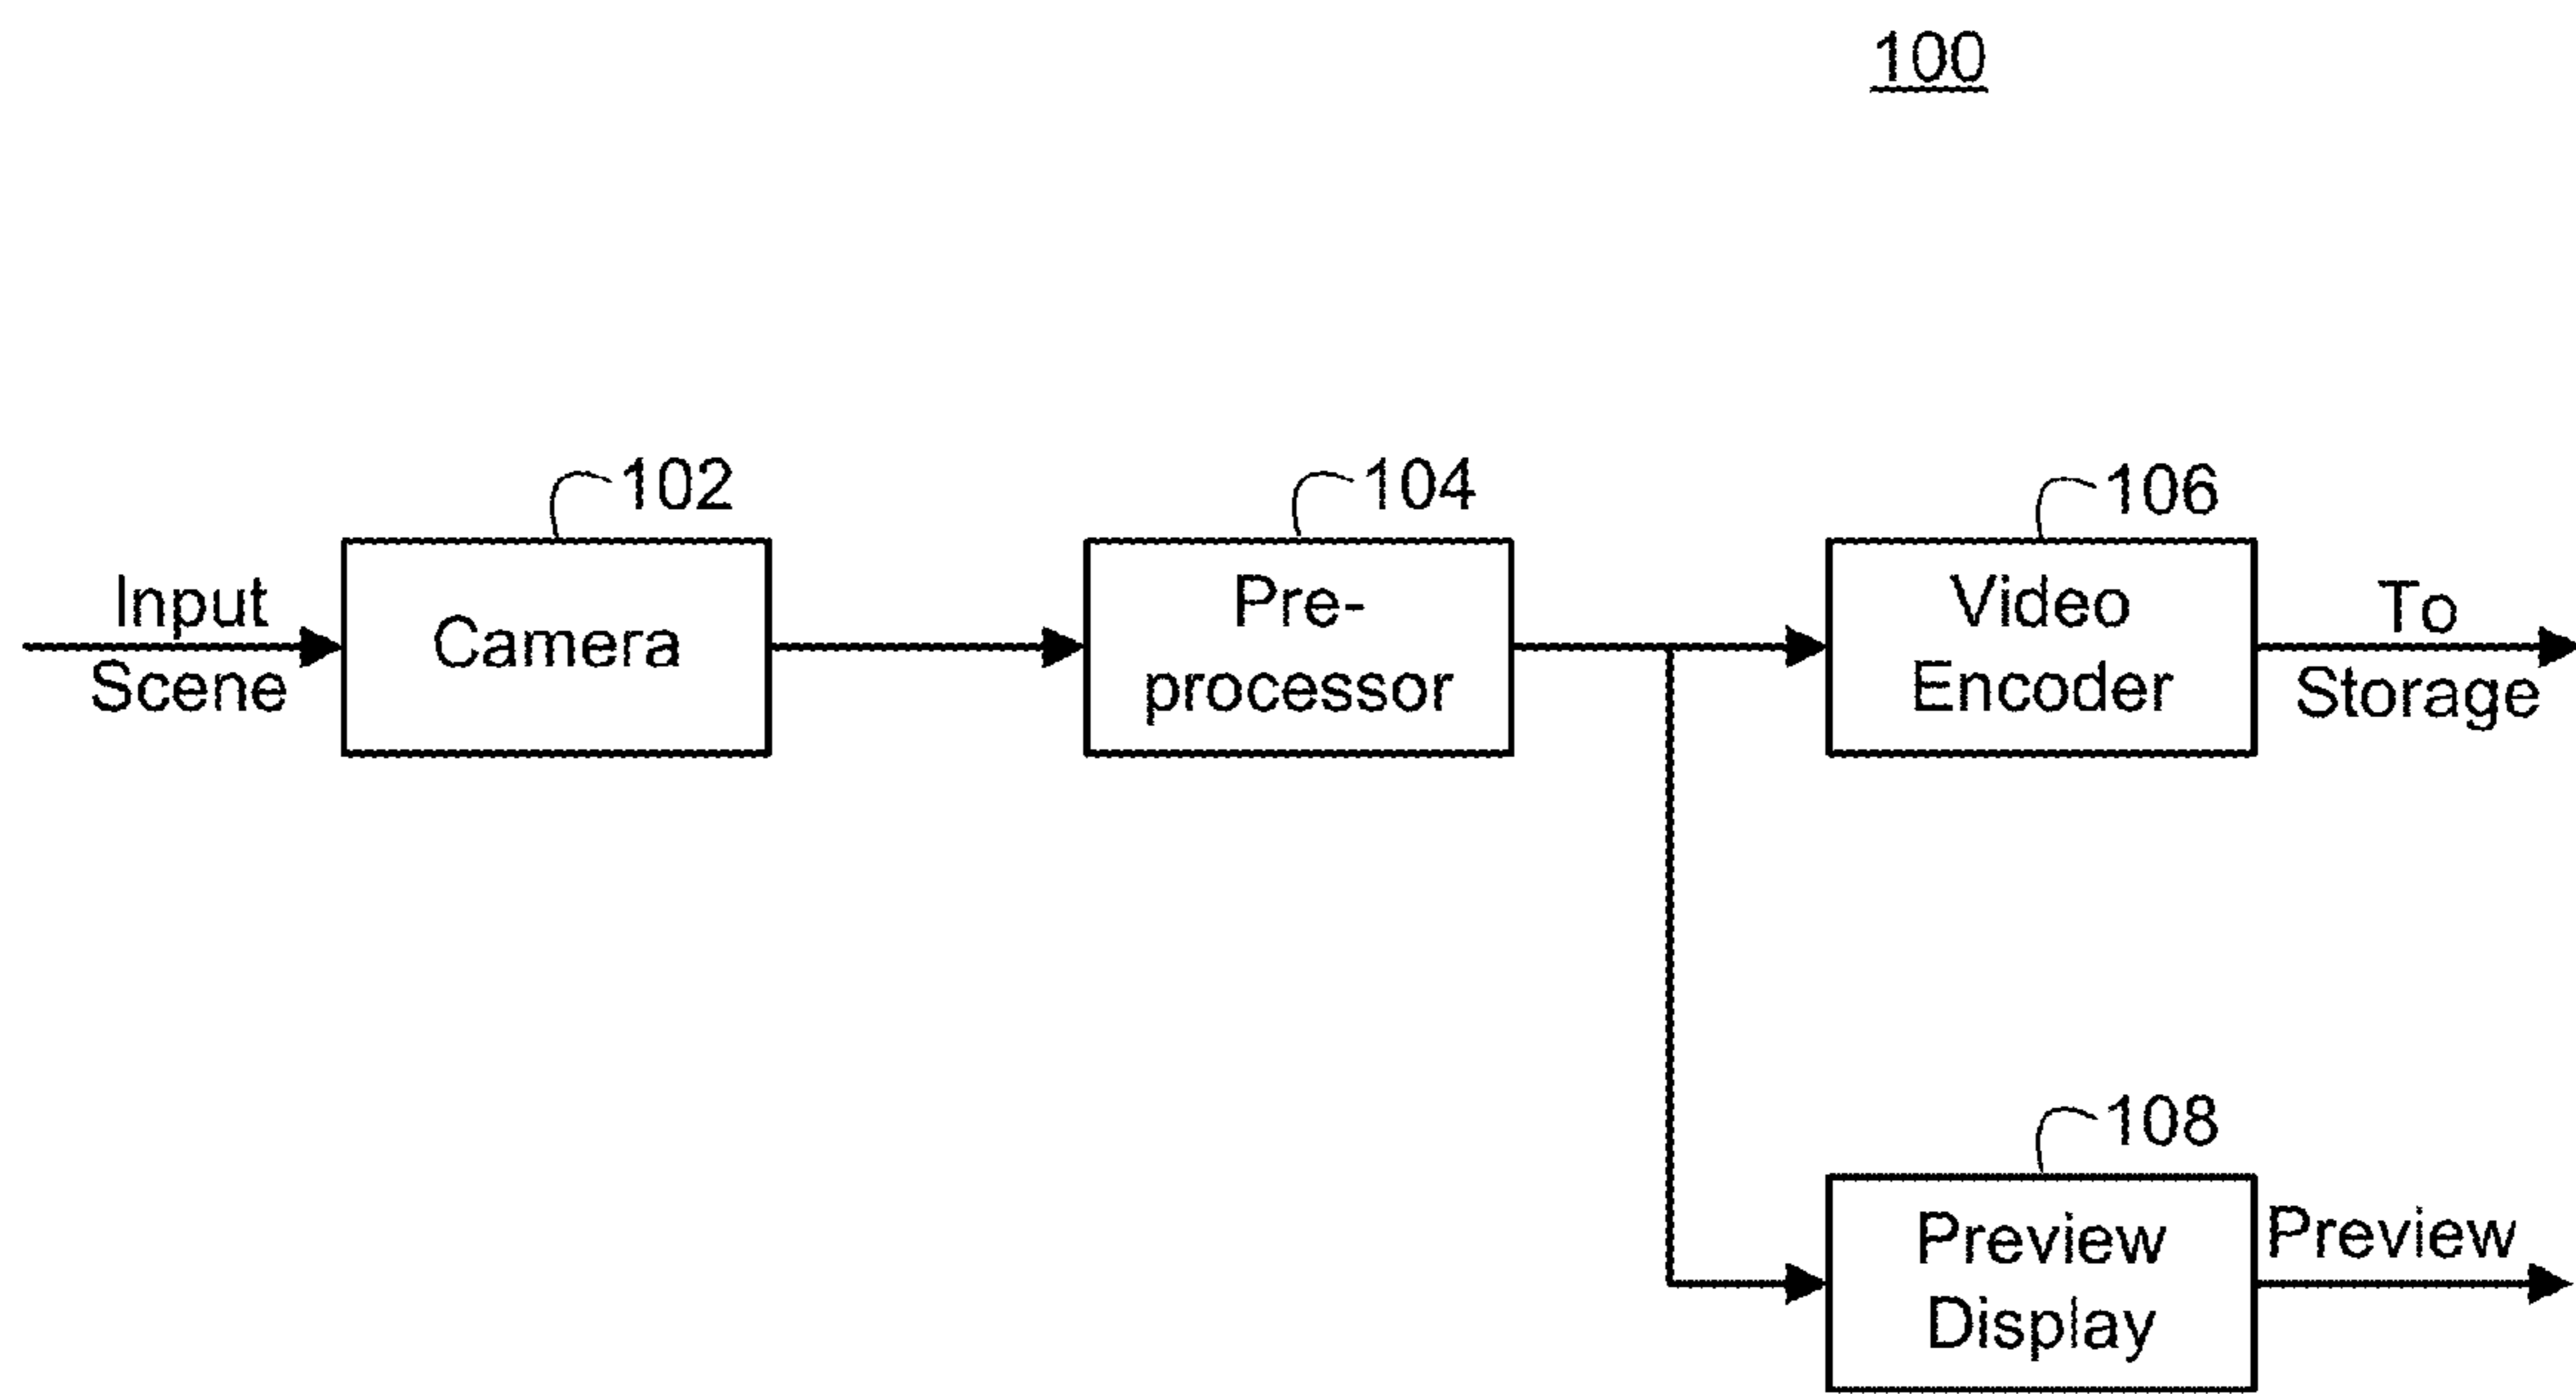 100
102
104
106
Input
Scene
Camera
Pre-
processor
Video
Encoder
To
Storage
108
Preview
Display
Preview